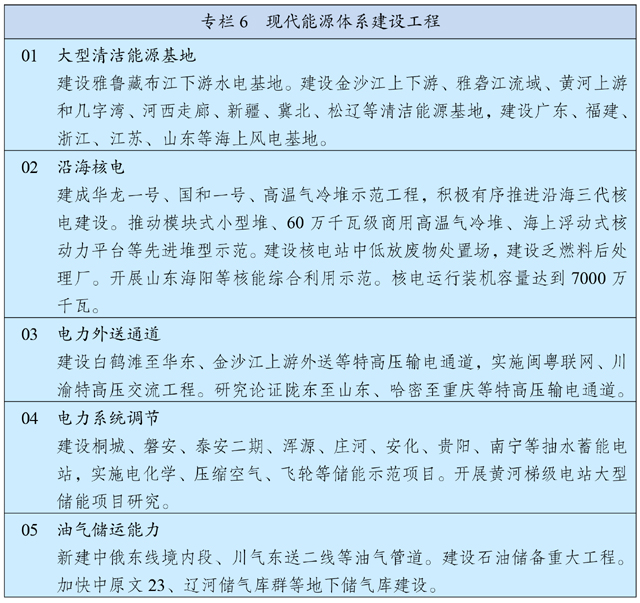 专栏 6 现代能源体系建设工程
01 大型清洁能源基地
建设雅鲁藏布江下游水电基地。建设金沙江上下游、雅砻江流域、黄河上游
和几字湾、河西走廊、新疆、冀北、松辽等清洁能源基地，建设广东、福建、
浙江、江苏、山东等海上风电基地。
02 沿海核电
建成华龙一号、国和一号、高温气冷堆示范工程，积极有序推进沿海三代核
电建设。推动模块式小型堆、60 万千瓦级商用高温气冷堆、海上浮动式核
动力平台等先进堆型示范。建设核电站中低放废物处置场，建设乏燃料后处
理厂。开展山东海阳等核能综合利用示范。核电运行装机容量达到 7000 万
千瓦。
03 电力外送通道
建设白鹤滩至华东、金沙江上游外送等特高压输电通道，实施闽粤联网、川
渝特高压交流工程。研究论证陇东至山东、哈密至重庆等特高压输电通道。
04 电力系统调节
建设桐城、磐安、泰安二期、浑源、庄河、安化、贵阳、南宁等抽水蓄能电
站，实施电化学、压缩空气、飞轮等储能示范项目。开展黄河梯级电站大型
储能项目研究。
05 油气储运能力
新建中俄东线境内段、川气东送二线等油气管道。建设石油储备重大工程。
加快中原文 23、辽河储气库群等地下储气库建设。